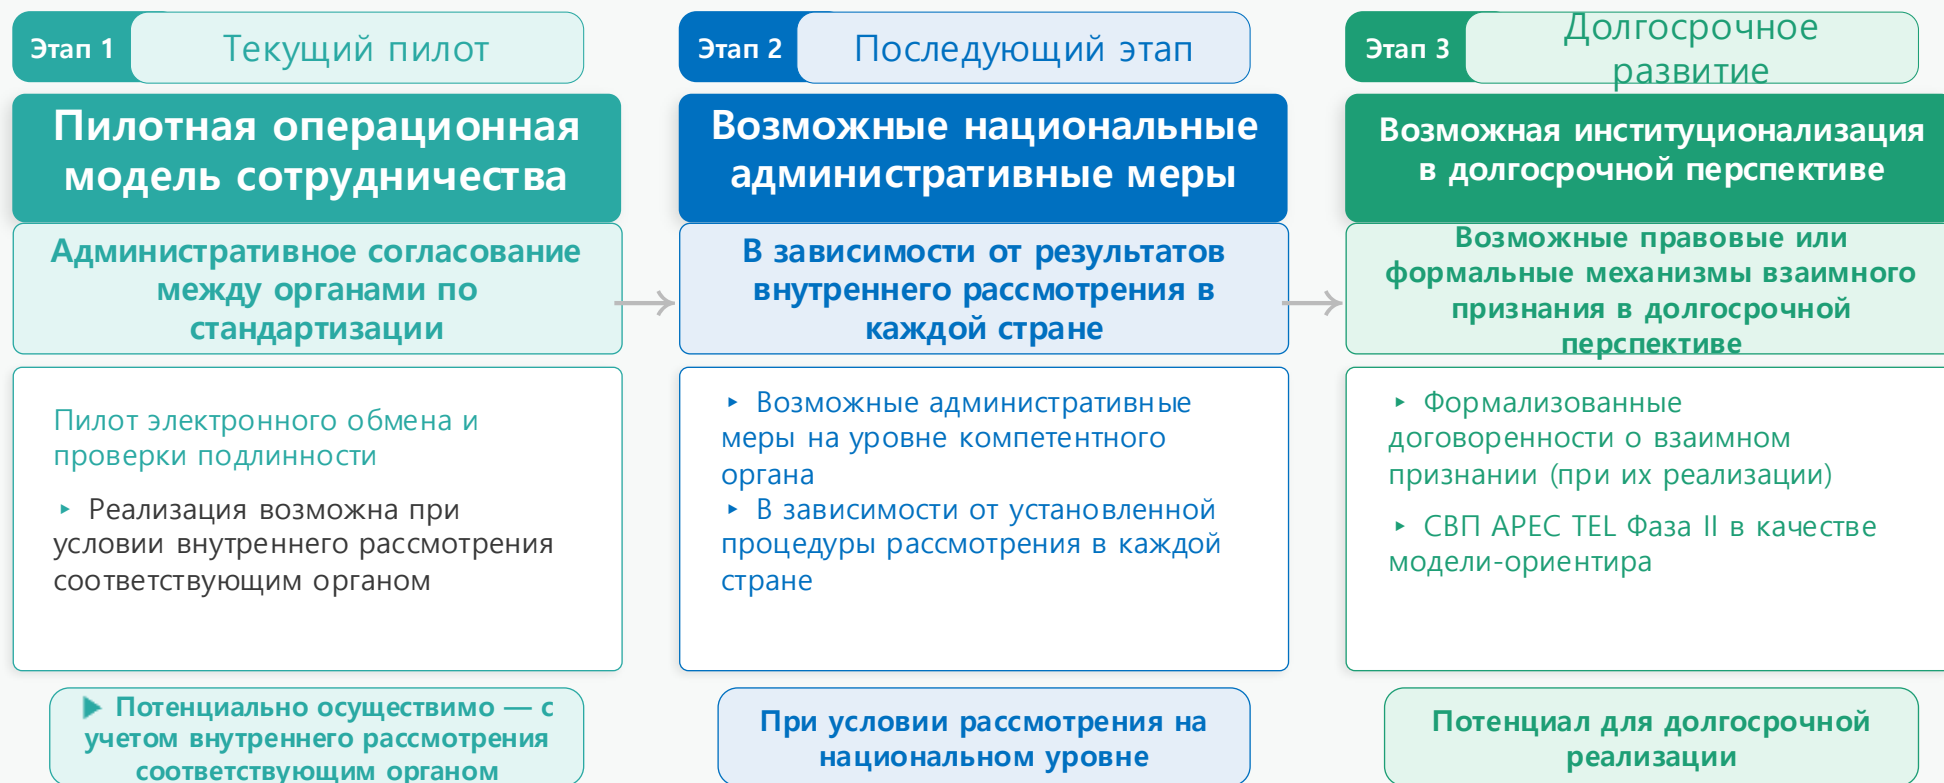 Этап 1
Текущий пилот
Пилотная операционная
модель сотрудничества
Административное согласование
между органами по
стандартизации
Пилот электронного обмена и
проверки подлинности
‣ Реализация возможна при
условии внутреннего рассмотрения
соответствующим органом
▶ Потенциально осуществимо — с
учетом внутреннего рассмотрения
соответствующим органом
Этап 2
Последующий этап
Возможные национальные
административные меры
В зависимости от результатов
внутреннего рассмотрения в
каждой стране
‣ Возможные административные
меры на уровне компетентного
органа
‣ В зависимости от установленной
процедуры рассмотрения в каждой
стране
При условии рассмотрения на
национальном уровне
Этап 3
Долгосрочное
развитие
Возможная институционализация
в долгосрочной перспективе
Возможные правовые или
формальные механизмы взаимного
признания в долгосрочной
перспективе
‣ Формализованные
договоренности о взаимном
признании (при их реализации)
‣ СВП APEC TEL Фаза II в качестве
модели-ориентира
Потенциал для долгосрочной
реализации